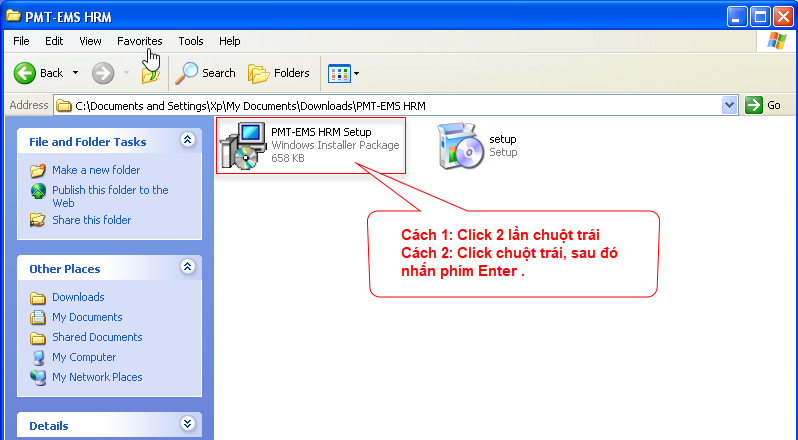 PMT-EMS HRM
File Edit View Favorites Tools Help
Back Search Folders
Address C:\Documents and Settings\Xp\My Documents\Downloads\PMT-EMS HRM Go
File and Folder Tasks
Make a new folder
Publish this folder to the
Web
Share this folder
Other Places
Downloads
My Documents
Shared Documents
My Computer
My Network Places
Details
PMT-EMS HRM Setup
Windows Installer Package
658 KB
setup
Setup
Cách 1: Click 2 lần chuột trái
Cách 2: Click chuột trái, sau đó
nhấn phím Enter .